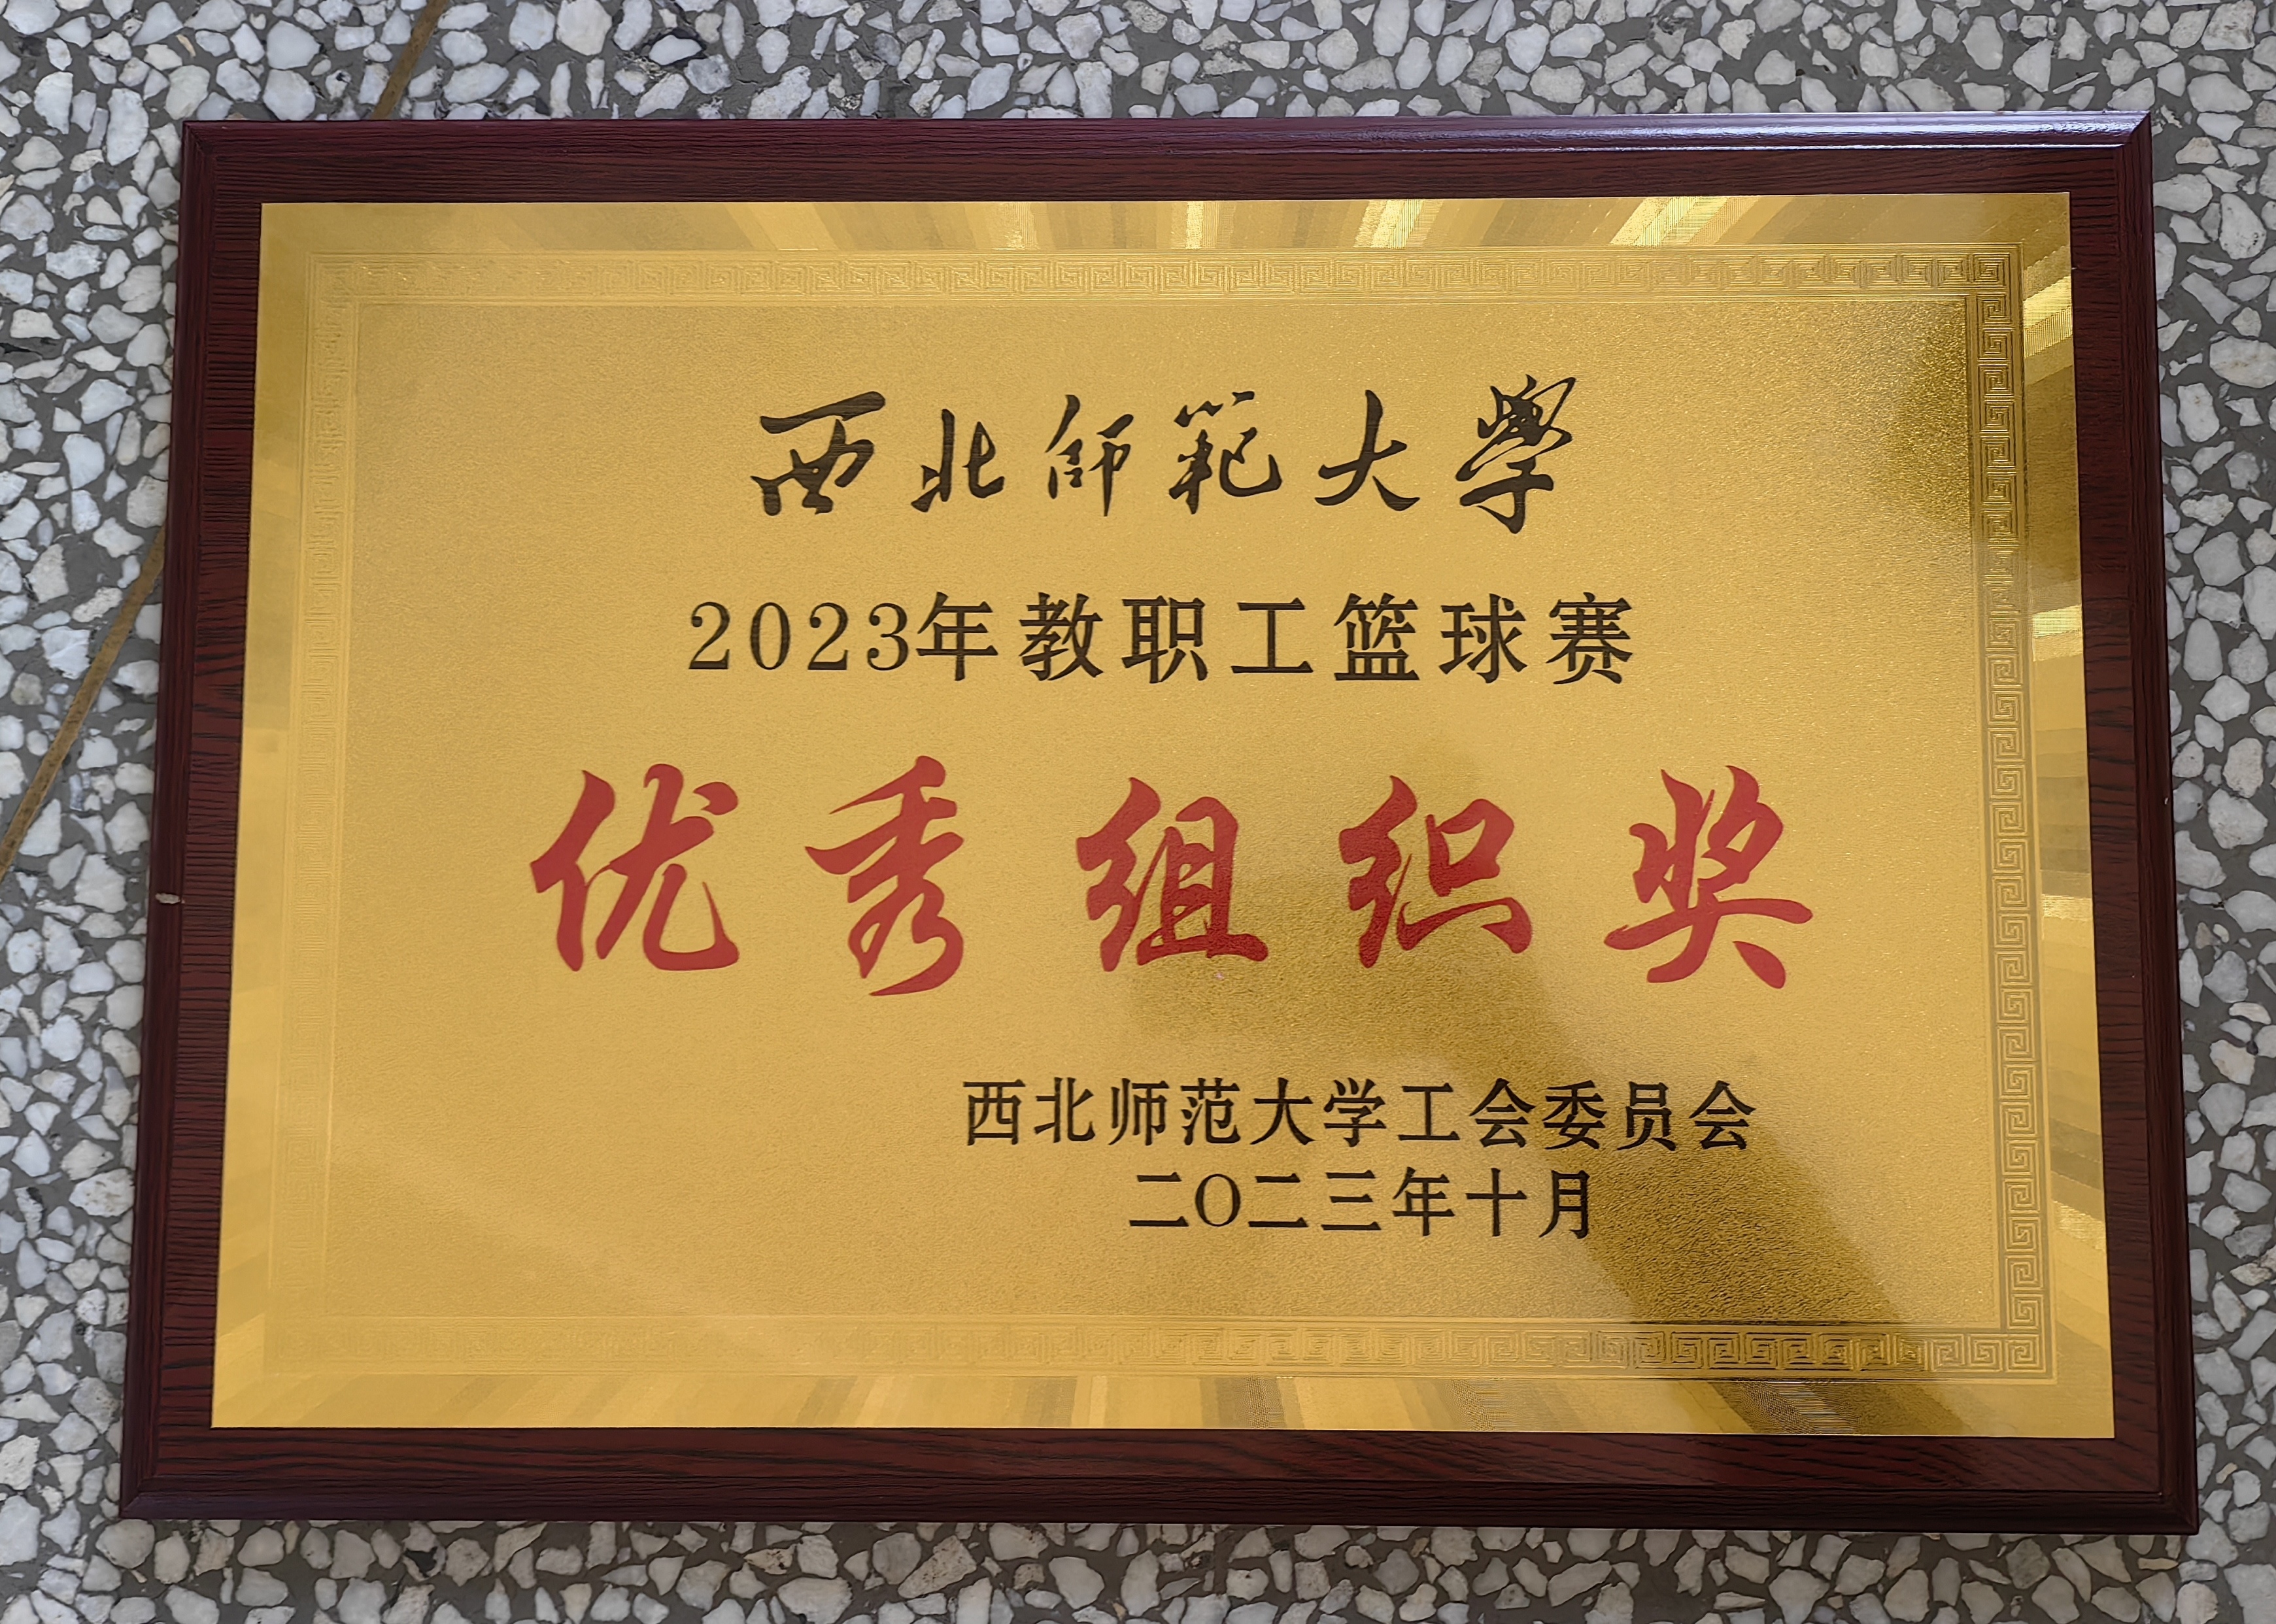 西北师範大學
2023年教职工篮球赛
优秀组织奖
西北师范大学工会委员会
二〇二三年十月